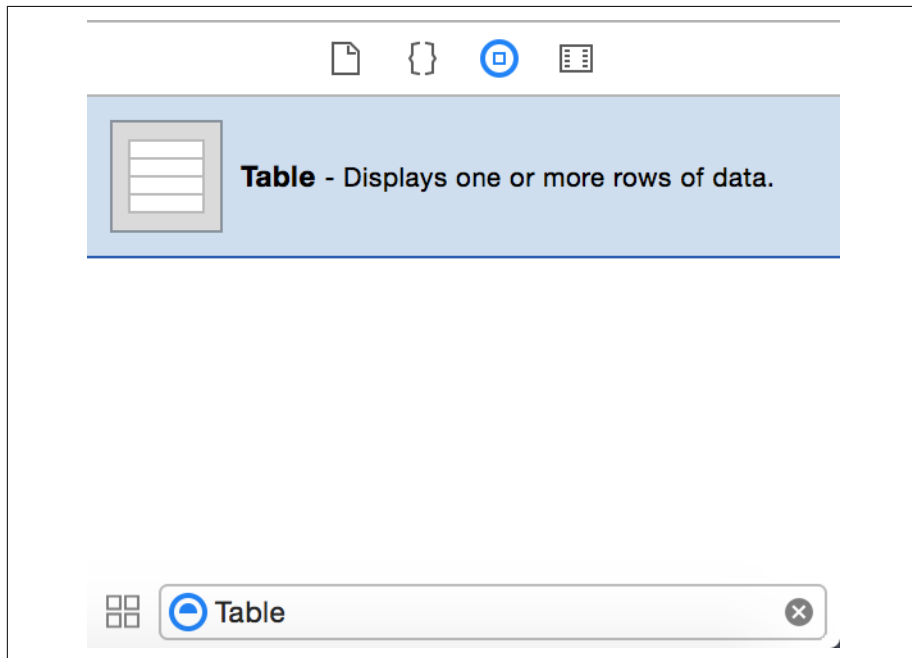 Table - Displays one or more rows of data.
Table